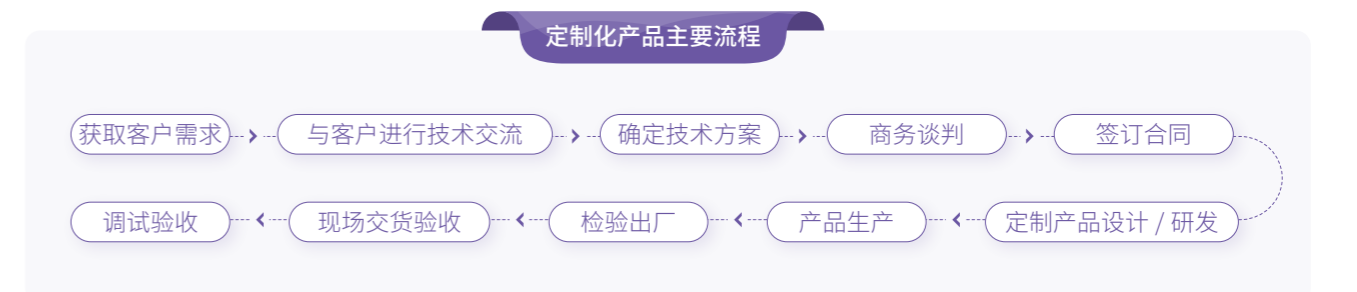 定制化产品主要流程
获取客户需求
与客户进行技术交流
确定技术方案
商务谈判
签订合同
定制产品设计 / 研发
产品生产
检验出厂
现场交货验收
调试验收